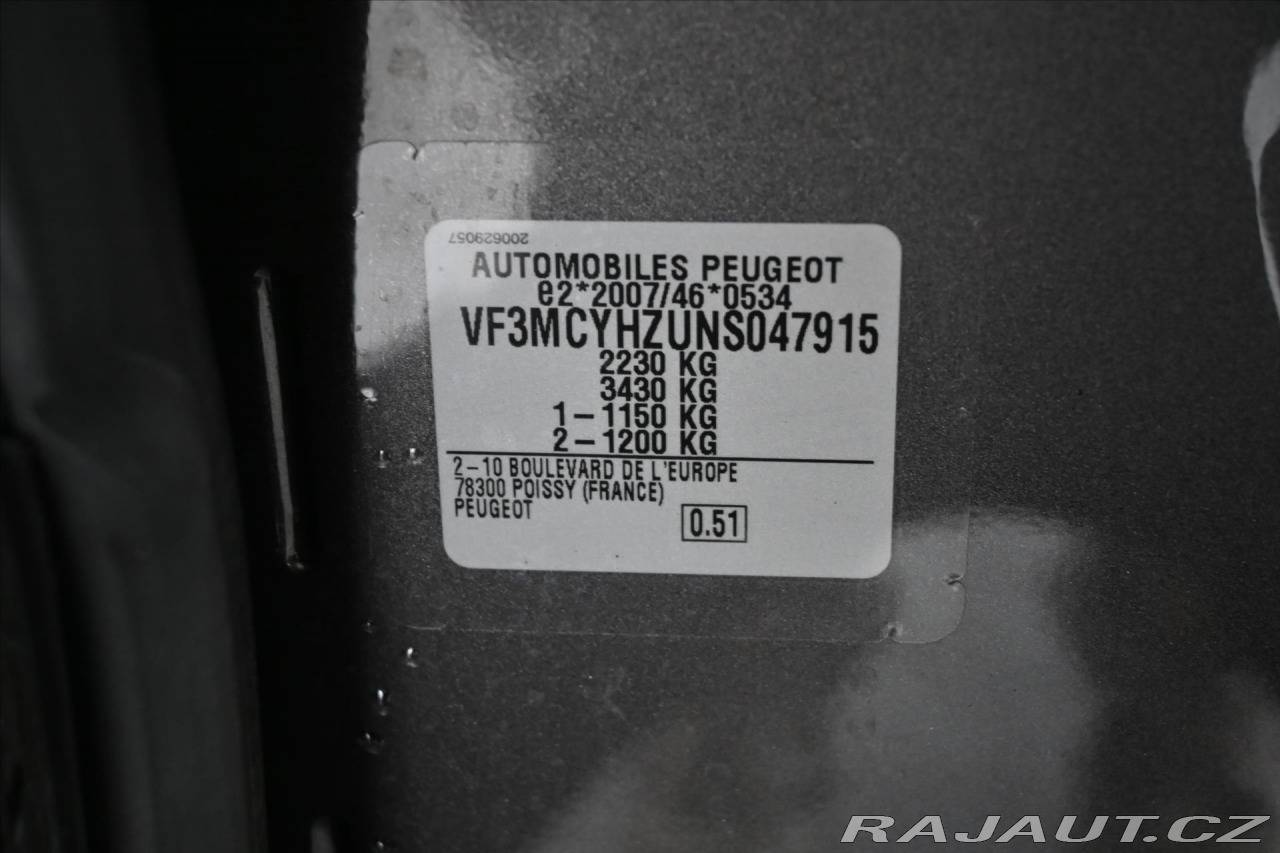 200629057
AUTOMOBILES PEUGEOT
e2*2007/46*0534
VF3MCYHZUNS047915
2230 KG
3430 KG
1-1150 KG
2-1200 KG
2-10 BOULEVARD DE L'EUROPE
78300 POISSY (FRANCE)
PEUGEOT
0.51
RAJAUT.CZ